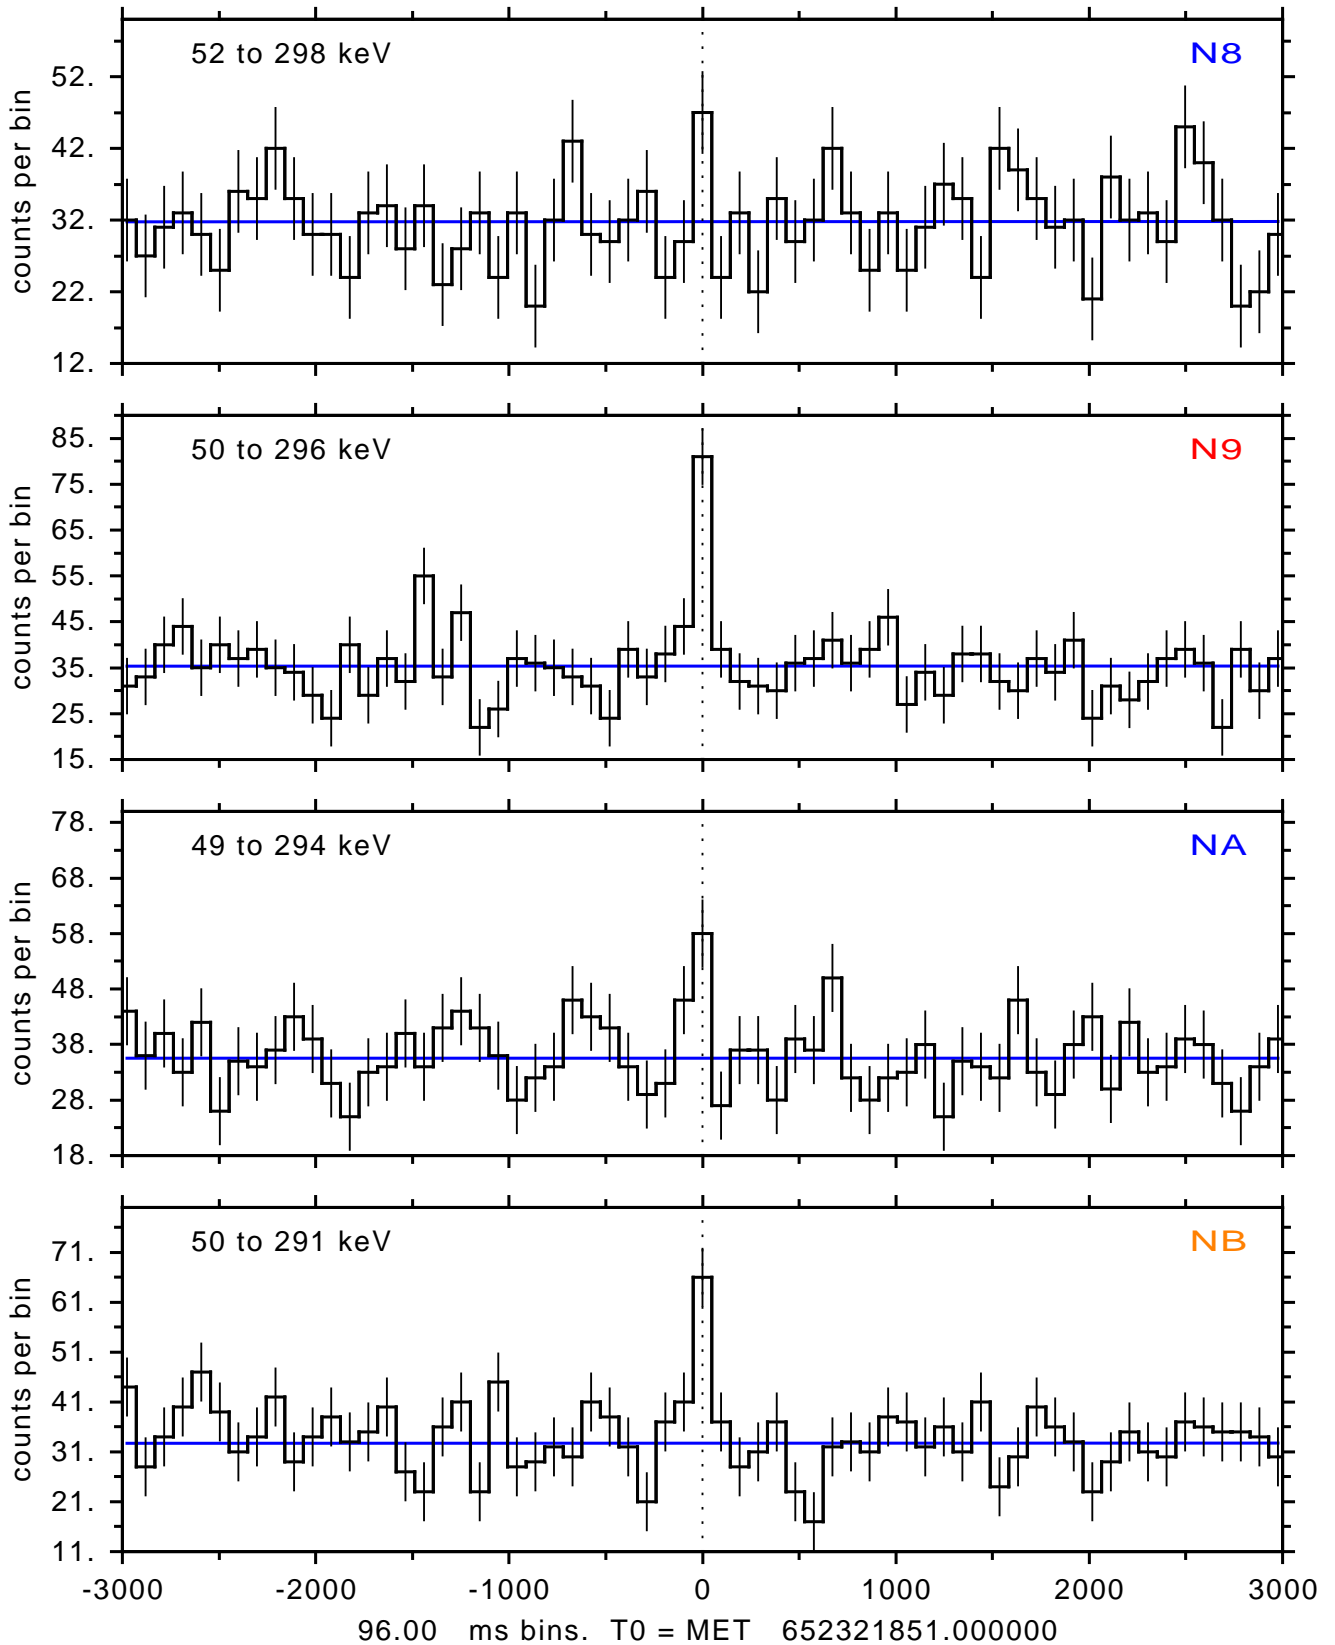 52 to 298 keV N8
52.
42.
32.
22.
12.
counts per bin
50 to 296 keV N9
85.
75.
65.
55.
45.
35.
25.
15.
counts per bin
49 to 294 keV NA
78.
68.
58.
48.
38.
28.
18.
counts per bin
50 to 291 keV NB
71.
61.
51.
41.
31.
21.
11.
counts per bin
-3000 -2000 -1000 0 1000 2000 3000
96.00 ms bins. T0 = MET 652321851.000000